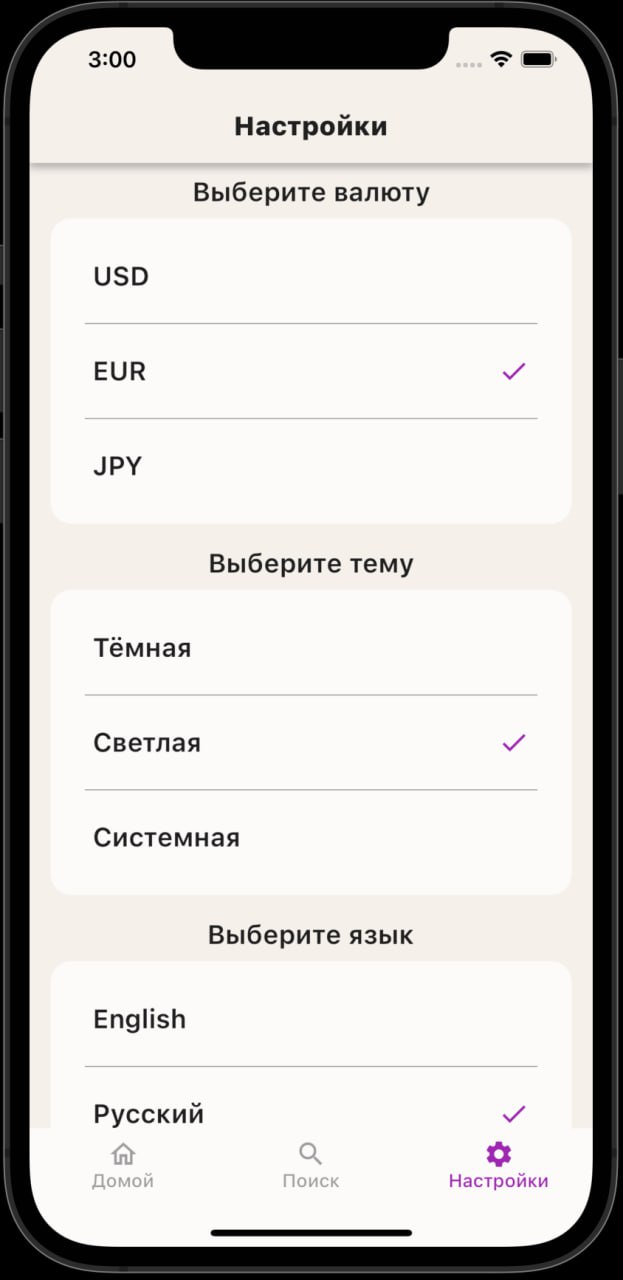 3:00
Настройки
Выберите валюту
USD
EUR
JPY
Выберите тему
Тёмная
Светлая
Системная
Выберите язык
English
Русский
Домой
Поиск
Настройки